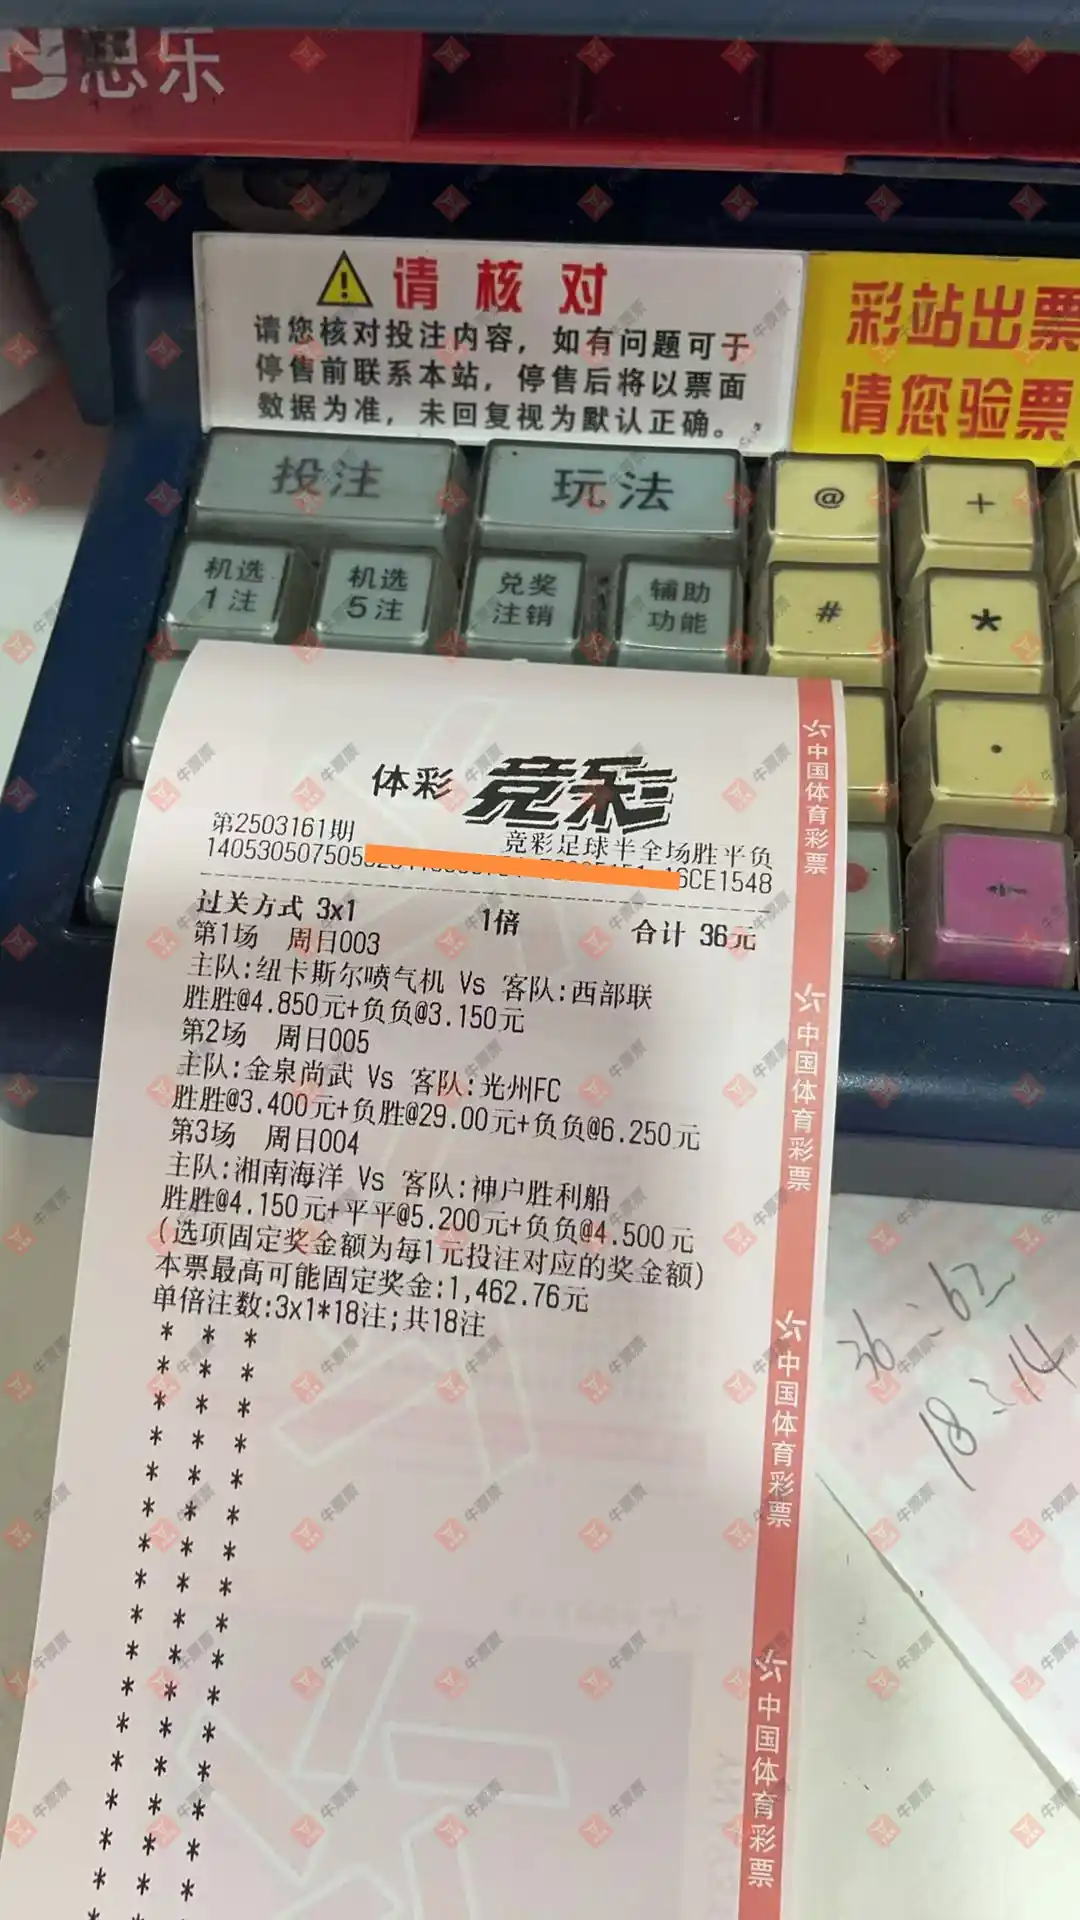 思乐
请核对
请您核对投注内容，如有问题可于
停售前联系本站，停售后将以票面
数据为准，未回复视为默认正确。
彩站出票
请您验票
投注
玩法
@
+
机选
1注
机选
5注
兑奖
注销
辅助
功能
#
*
体彩 竞彩
第2503161期
竞彩足球半全场胜平负
140530507505
6CE1548
过关方式 3x1 1倍 合计 36元
第1场 周日003
主队:纽卡斯尔喷气机 Vs 客队:西部联
胜胜@4.850元+负负@3.150元
第2场 周日005
主队:金泉尚武 Vs 客队:光州FC
胜胜@3.400元+负胜@29.00元+负负@6.250元
第3场 周日004
主队:湘南海洋 Vs 客队:神户胜利船
胜胜@4.150元+平平@5.200元+负负@4.500元
(选项固定奖金额为每1元投注对应的奖金额)
本票最高可能固定奖金:1,462.76元
单倍注数:3x1*18注;共18注
中国体育彩票
中国体育彩票
中国体育彩票
中国体育彩票
36
62
18
14
牛票票